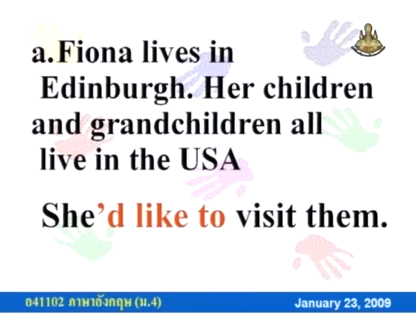 a.Fiona lives in
Edinburgh. Her children
and grandchildren all
live in the USA
She'd like to visit them.
อ41102 ภาษาอังกฤษ (ม.4)
January 23, 2009